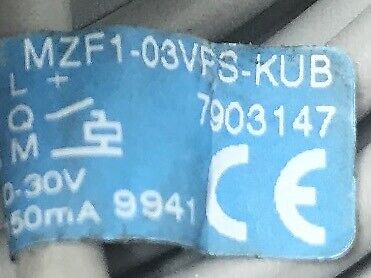 MZF1-03VPS-KUB
L +
Q 7903147
M
0-30V
50mA 9941 CE